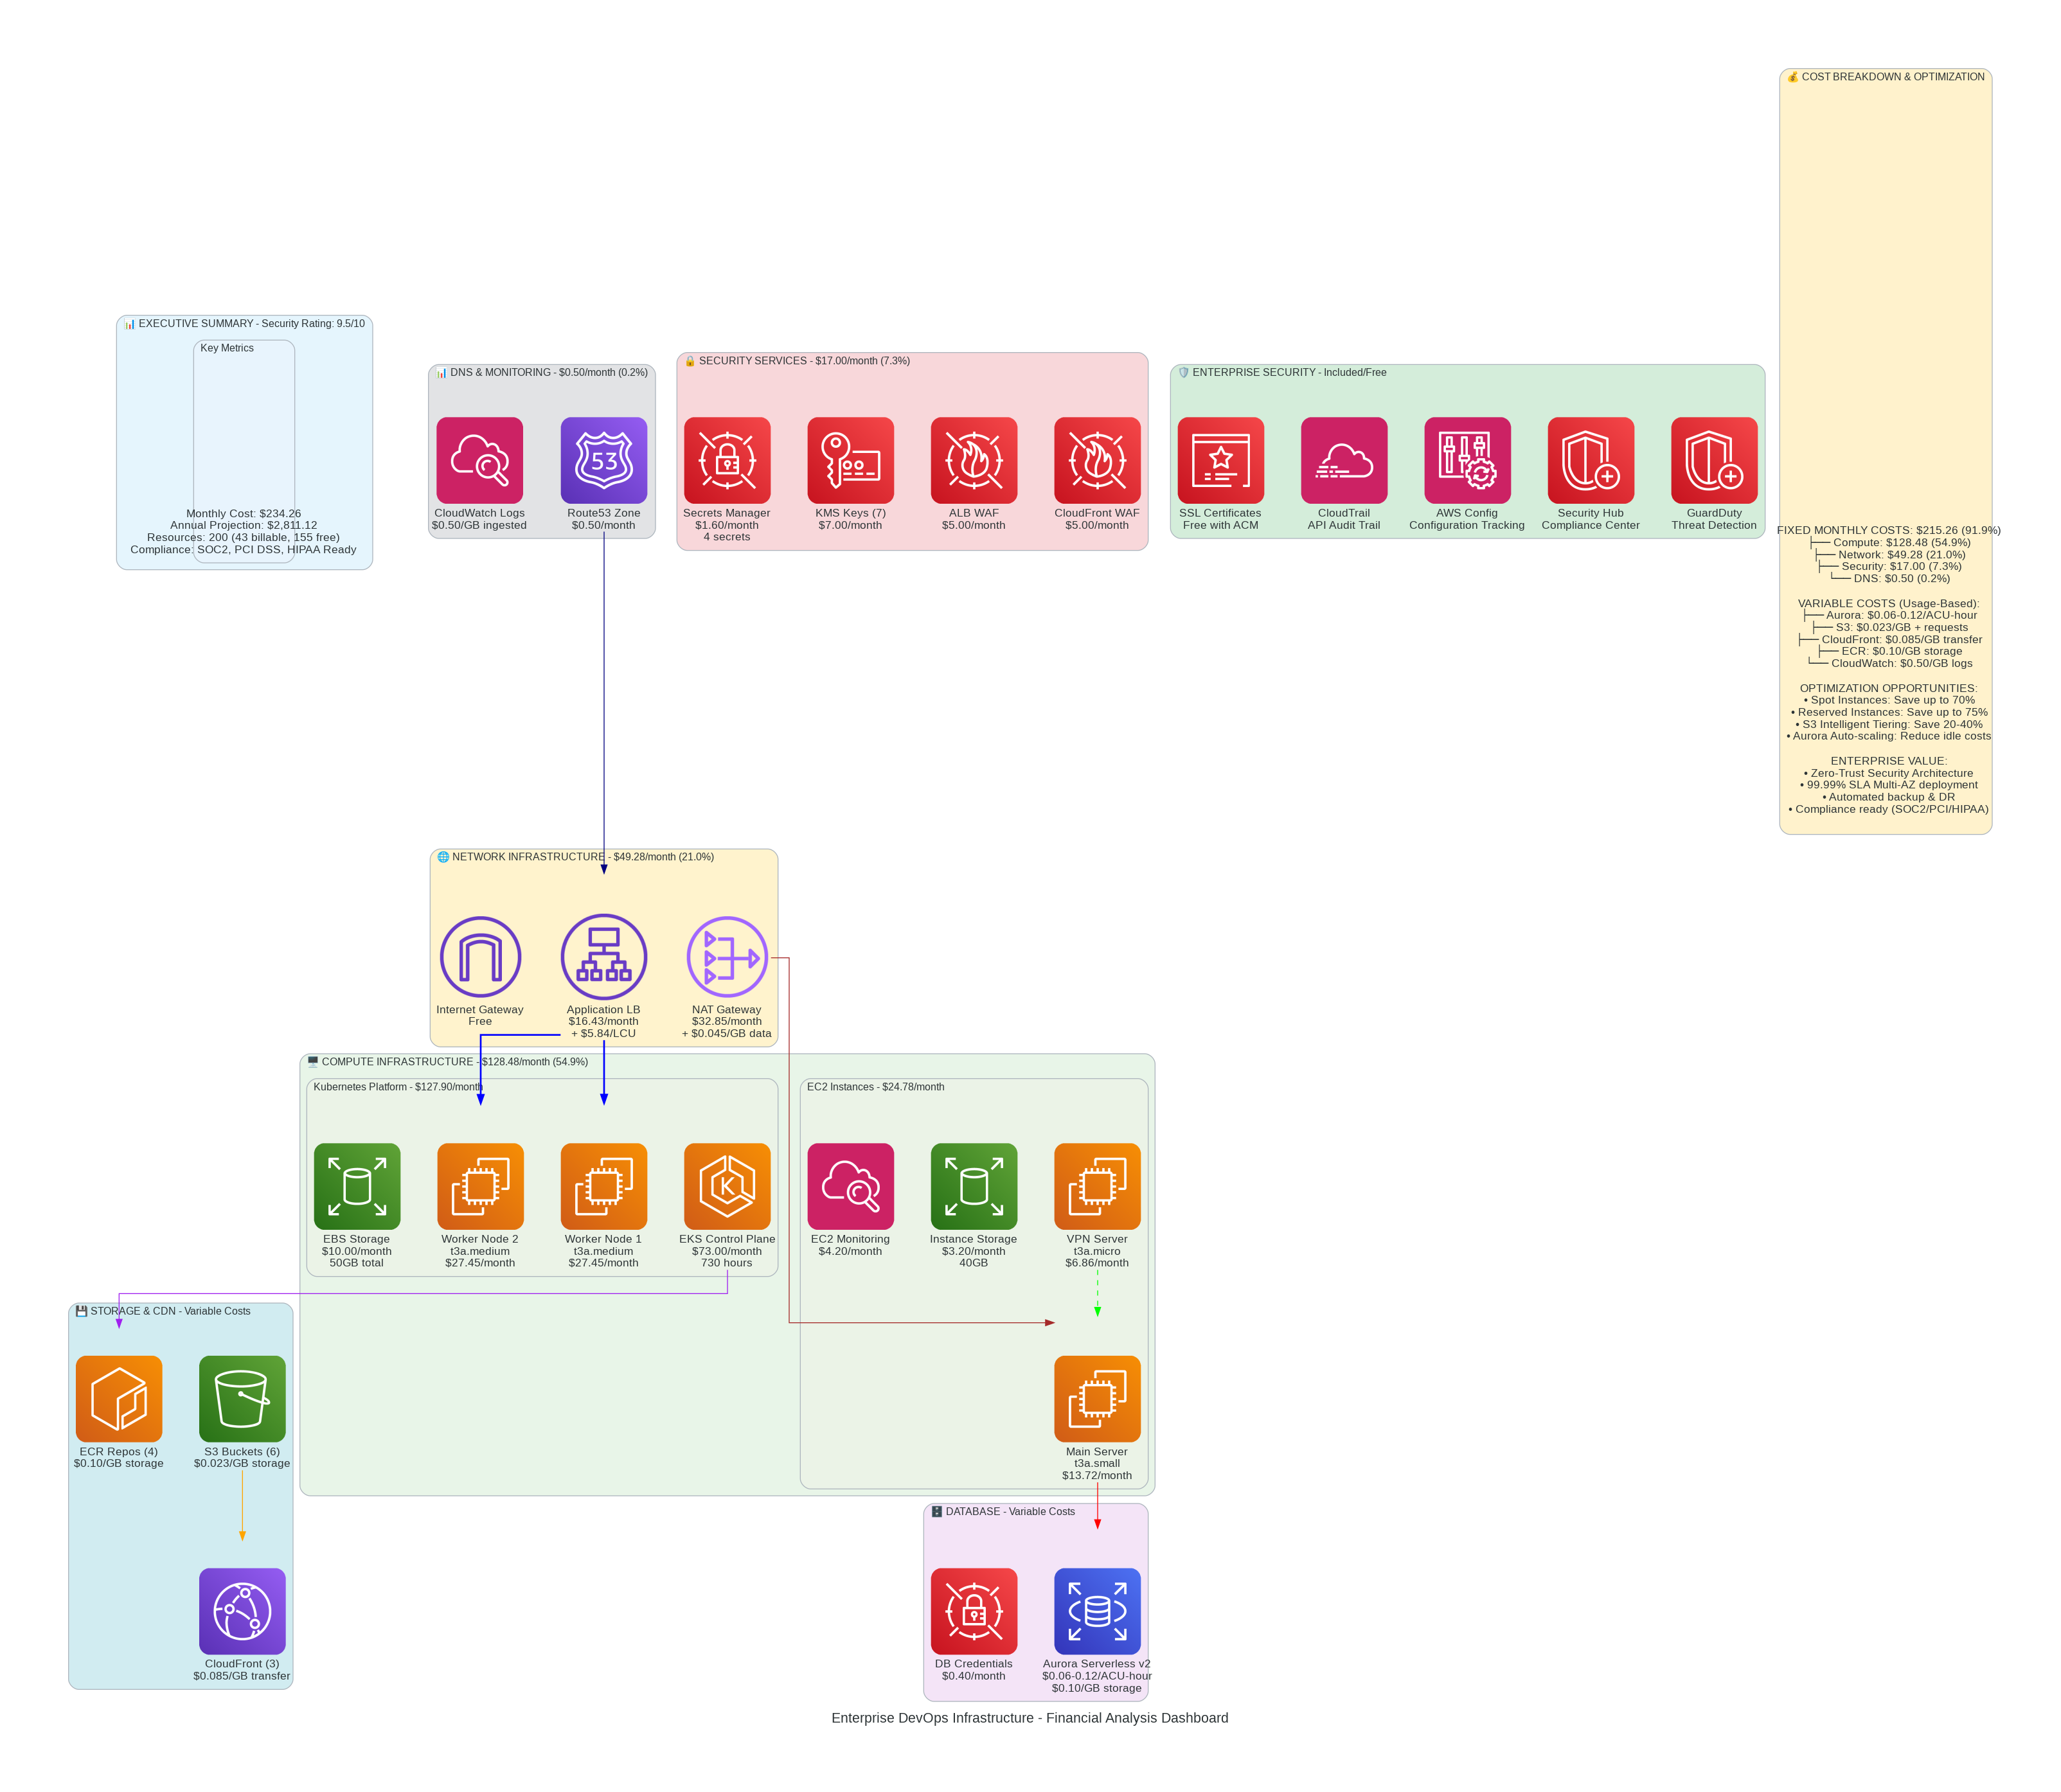 💰 COST BREAKDOWN & OPTIMIZATION
FIXED MONTHLY COSTS: $215.26 (91.9%)
├── Compute: $128.48 (54.9%)
├── Network: $49.28 (21.0%)
├── Security: $17.00 (7.3%)
└── DNS: $0.50 (0.2%)
VARIABLE COSTS (Usage-Based):
├── Aurora: $0.06-0.12/ACU-hour
├── S3: $0.023/GB + requests
├── CloudFront: $0.085/GB transfer
├── ECR: $0.10/GB storage
└── CloudWatch: $0.50/GB logs
OPTIMIZATION OPPORTUNITIES:
• Spot Instances: Save up to 70%
• Reserved Instances: Save up to 75%
• S3 Intelligent Tiering: Save 20-40%
• Aurora Auto-scaling: Reduce idle costs
ENTERPRISE VALUE:
• Zero-Trust Security Architecture
• 99.99% SLA Multi-AZ deployment
• Automated backup & DR
• Compliance ready (SOC2/PCI/HIPAA)
📊 EXECUTIVE SUMMARY - Security Rating: 9.5/10
Key Metrics
Monthly Cost: $234.26
Annual Projection: $2,811.12
Resources: 200 (43 billable, 155 free)
Compliance: SOC2, PCI DSS, HIPAA Ready
📊 DNS & MONITORING - $0.50/month (0.2%)
CloudWatch Logs
$0.50/GB ingested
53
Route53 Zone
$0.50/month
🔒 SECURITY SERVICES - $17.00/month (7.3%)
Secrets Manager
$1.60/month
4 secrets
KMS Keys (7)
$7.00/month
ALB WAF
$5.00/month
CloudFront WAF
$5.00/month
🛡️ ENTERPRISE SECURITY - Included/Free
SSL Certificates
Free with ACM
CloudTrail
API Audit Trail
AWS Config
Configuration Tracking
Security Hub
Compliance Center
GuardDuty
Threat Detection
🌐 NETWORK INFRASTRUCTURE - $49.28/month (21.0%)
Internet Gateway
Free
Application LB
$16.43/month
+ $5.84/LCU
NAT Gateway
$32.85/month
+ $0.045/GB data
🖥️ COMPUTE INFRASTRUCTURE - $128.48/month (54.9%)
Kubernetes Platform - $127.90/month
EBS Storage
$10.00/month
50GB total
Worker Node 2
t3a.medium
$27.45/month
Worker Node 1
t3a.medium
$27.45/month
K
EKS Control Plane
$73.00/month
730 hours
EC2 Instances - $24.78/month
EC2 Monitoring
$4.20/month
Instance Storage
$3.20/month
40GB
VPN Server
t3a.micro
$6.86/month
Main Server
t3a.small
$13.72/month
💾 STORAGE & CDN - Variable Costs
ECR Repos (4)
$0.10/GB storage
S3 Buckets (6)
$0.023/GB storage
CloudFront (3)
$0.085/GB transfer
🗄️ DATABASE - Variable Costs
DB Credentials
$0.40/month
Aurora Serverless v2
$0.06-0.12/ACU-hour
$0.10/GB storage
Enterprise DevOps Infrastructure - Financial Analysis Dashboard